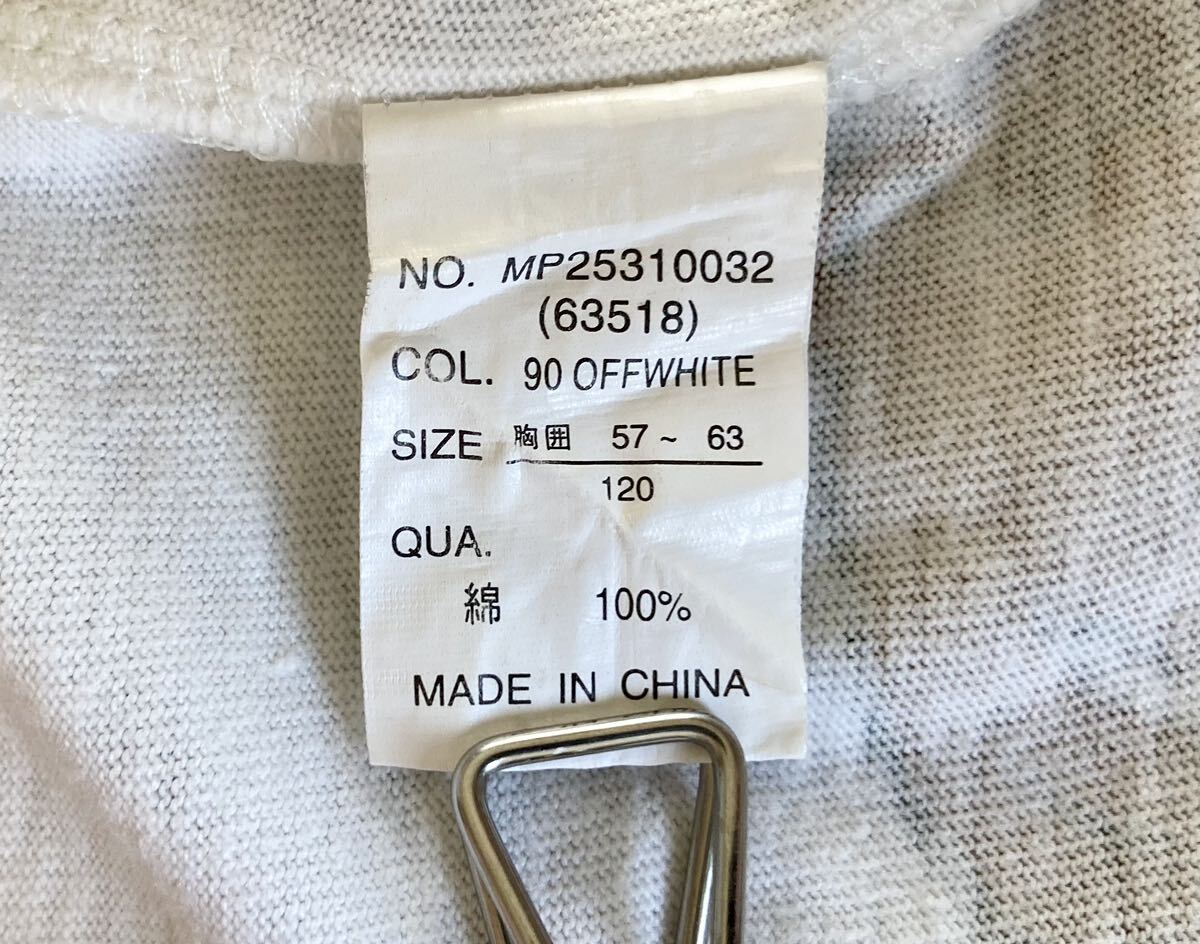 NO. MP25310032
(63518)
COL. 90 OFFWHITE
SIZE 胸囲 57~ 63
120
QUA.
綿 100%
MADE IN CHINA